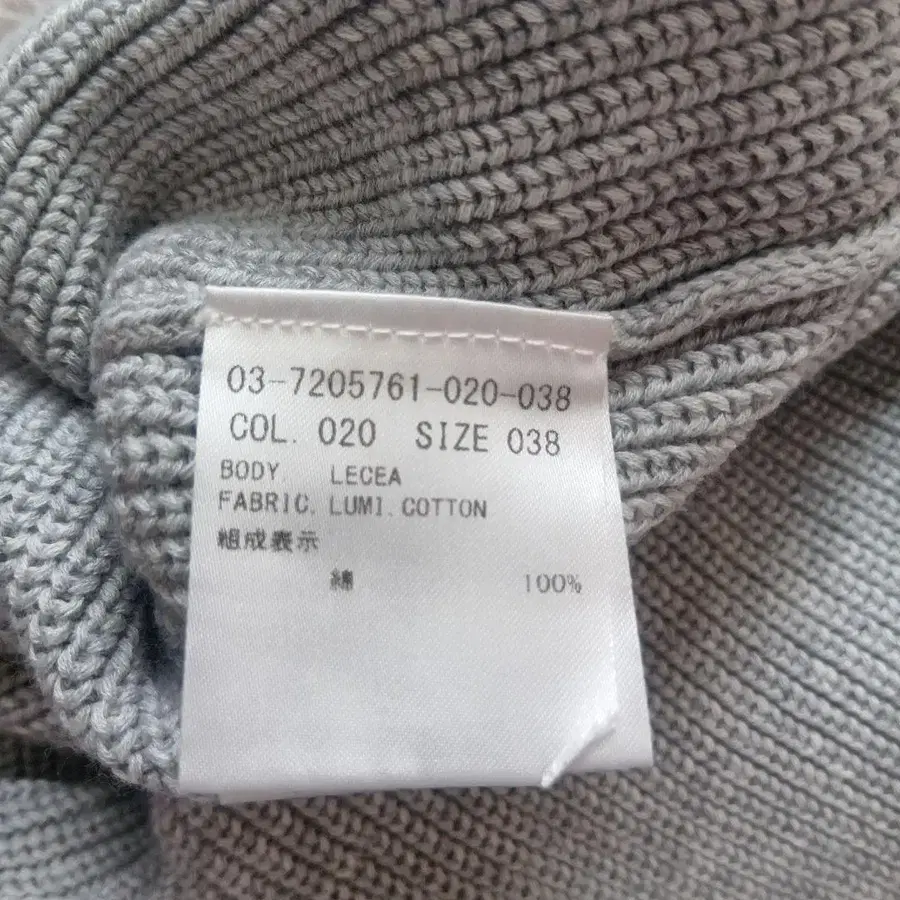 03-7205761-020-038
COL. 020 SIZE 038
BODY. LECEA
FABRIC. LUMI. COTTON
組成表示
綿 100%